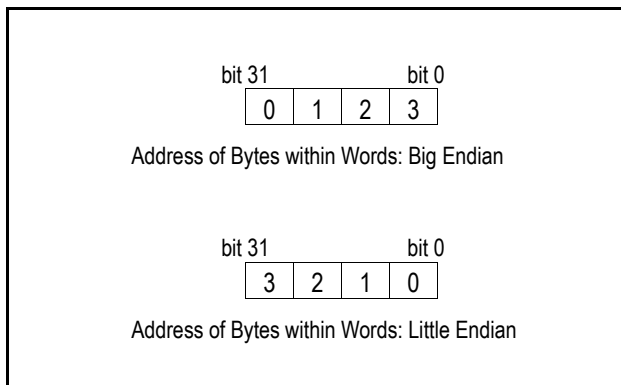 bit 31 bit 0
0 1 2 3
Address of Bytes within Words: Big Endian
bit 31 bit 0
3 2 1 0
Address of Bytes within Words: Little Endian